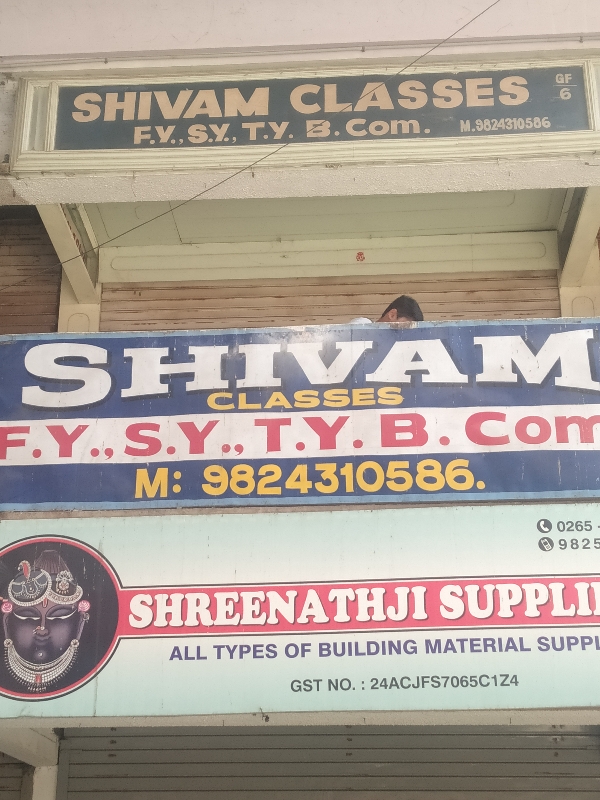 SHIVAM CLASSES
GF
6
F.Y., S.Y., T.Y. B.Com. M.9824310586
SHIVAM
CLASSES
F.Y., S.Y., T.Y. B.Com
M: 9824310586.
0265 -
9825
SHREENATHJI SUPPLI
ALL TYPES OF BUILDING MATERIAL SUPPL
GST NO. : 24ACJFS7065C1Z4